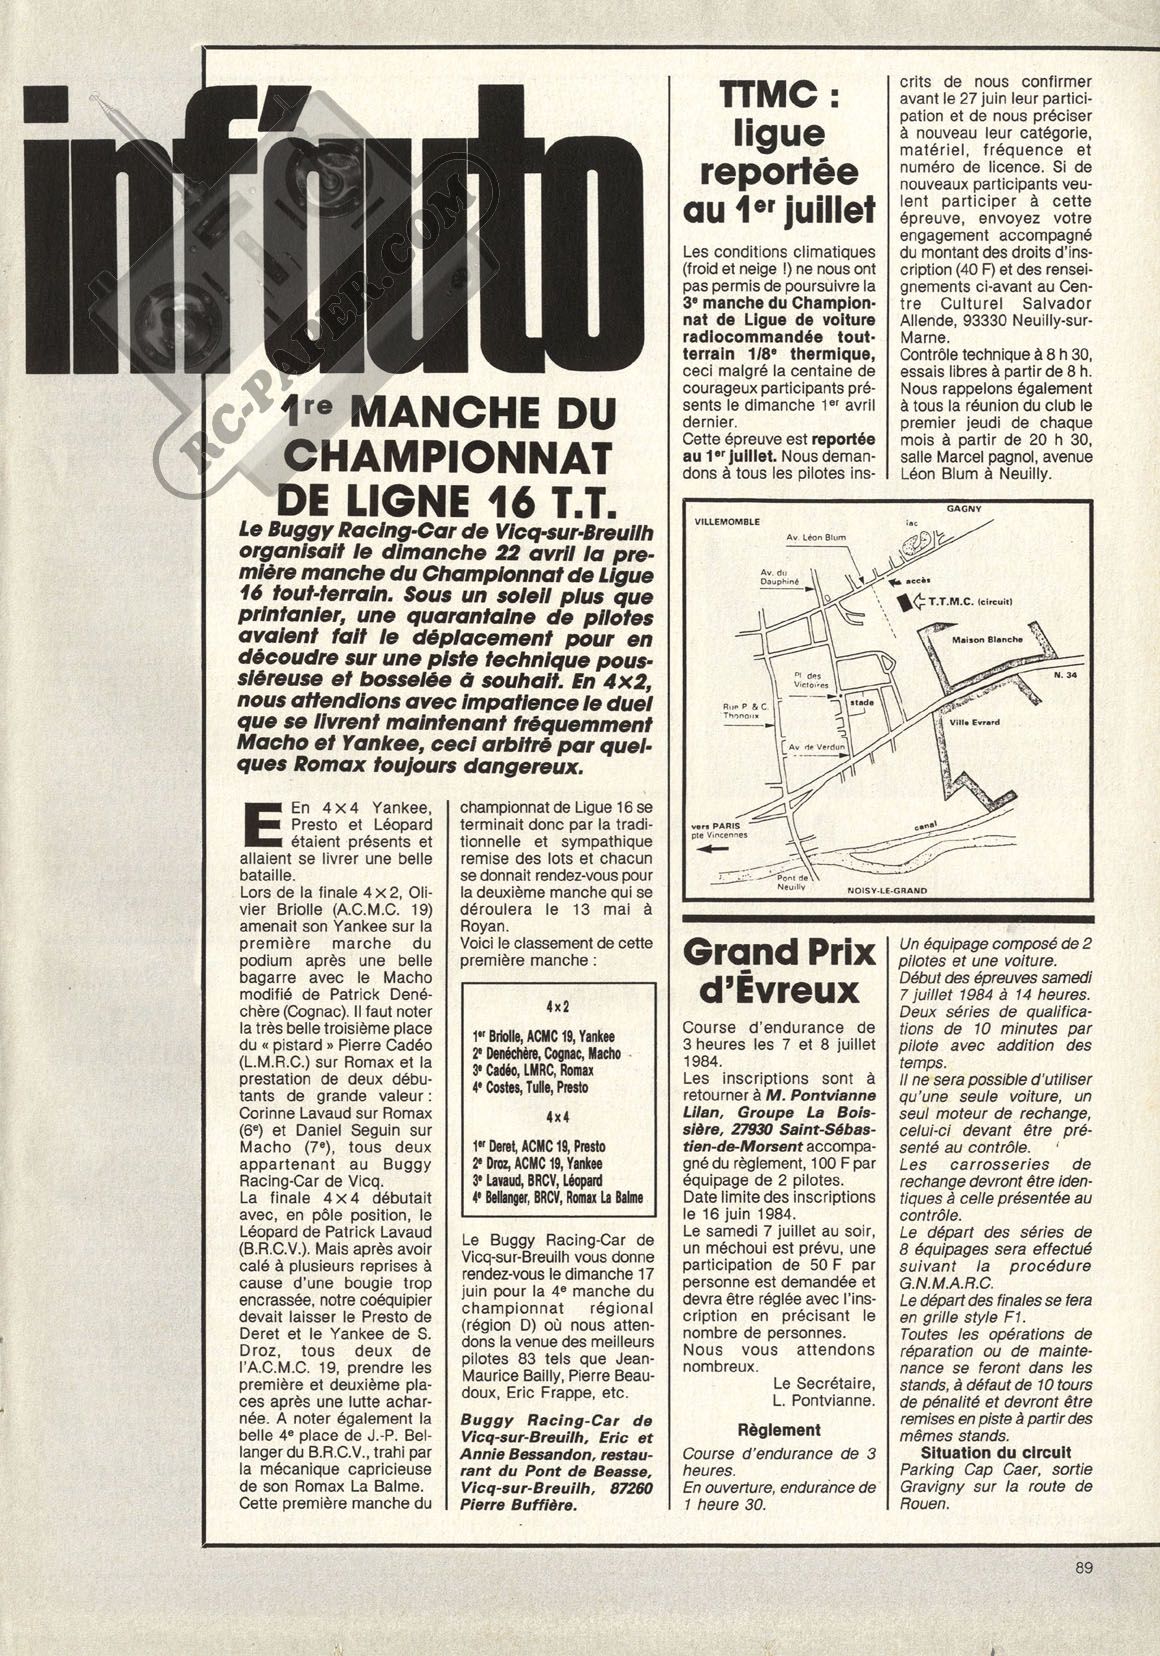 inf'auto
RC-PAPER.COM
1re MANCHE DU
CHAMPIONNAT
DE LIGNE 16 T.T.
Le Buggy Racing-Car de Vicq-sur-Breuilh
organisait le dimanche 22 avril la pre-
mière manche du Championnat de Ligue
16 tout-terrain. Sous un soleil plus que
printanier, une quarantaine de pilotes
avaient fait le déplacement pour en
découdre sur une piste technique pous-
siéreuse et bosselée à souhait. En 4×2,
nous attendions avec impatience le duel
que se livrent maintenant fréquemment
Macho et Yankee, ceci arbitré par quel-
ques Romax toujours dangereux.
E En 4×4 Yankee,
Presto et Léopard
étaient présents et
allaient se livrer une belle
bataille.
Lors de la finale 4×2, Oli-
vier Briolle (A.C.M.C. 19)
amenait son Yankee sur la
première marche du
podium après une belle
bagarre avec le Macho
modifié de Patrick Dené-
chère (Cognac). Il faut noter
la très belle troisième place
du « pistard » Pierre Cadéo
(L.M.R.C.) sur Romax et la
prestation de deux débu-
tants de grande valeur :
Corinne Lavaud sur Romax
(6e) et Daniel Seguin sur
Macho (7e), tous deux
appartenant au Buggy
Racing-Car de Vicq.
La finale 4×4 débutait
avec, en pôle position, le
Léopard de Patrick Lavaud
(B.R.C.V.). Mais après avoir
calé à plusieurs reprises à
cause d'une bougie trop
encrassée, notre coéquipier
devait laisser le Presto de
Deret et le Yankee de S.
Droz, tous deux de
l'A.C.M.C. 19, prendre les
première et deuxième pla-
ces après une lutte achar-
née. A noter également la
belle 4e place de J.-P. Bel-
langer du B.R.C.V., trahi par
la mécanique capricieuse
de son Romax La Balme.
Cette première manche du
championnat de Ligue 16 se
terminait donc par la tradi-
tionnelle et sympathique
remise des lots et chacun
se donnait rendez-vous pour
la deuxième manche qui se
déroulera le 13 mai à
Royan.
Voici le classement de cette
première manche :
4×2
1er Briolle, ACMC 19, Yankee
2e Denéchère, Cognac, Macho
3e Cadéo, LMRC, Romax
4e Costes, Tulle, Presto
4×4
1er Deret, ACMC 19, Presto
2e Droz, ACMC 19, Yankee
3e Lavaud, BRCV, Léopard
4e Bellanger, BRCV, Romax La Balme
Le Buggy Racing-Car de
Vicq-sur-Breuilh vous donne
rendez-vous le dimanche 17
juin pour la 4e manche du
championnat régional
(région D) où nous atten-
dons la venue des meilleurs
pilotes 83 tels que Jean-
Maurice Bailly, Pierre Beau-
doux, Eric Frappe, etc.
Buggy Racing-Car de
Vicq-sur-Breuilh, Eric et
Annie Bessandon, restau-
rant du Pont de Beasse,
Vicq-sur-Breuilh, 87260
Pierre Buffière.
TTMC :
ligue
reportée
au 1er juillet
Les conditions climatiques
(froid et neige !) ne nous ont
pas permis de poursuivre la
3e manche du Champion-
nat de Ligue de voiture
radiocommandée tout-
terrain 1/8e thermique,
ceci malgré la centaine de
courageux participants pré-
sents le dimanche 1er avril
dernier.
Cette épreuve est reportée
au 1er juillet. Nous deman-
dons à tous les pilotes ins-
crits de nous confirmer
avant le 27 juin leur partici-
pation et de nous préciser
à nouveau leur catégorie,
matériel, fréquence et
numéro de licence. Si de
nouveaux participants veu-
lent participer à cette
épreuve, envoyez votre
engagement accompagné
du montant des droits d'ins-
cription (40 F) et des rensei-
gnements ci-avant au Cen-
tre Culturel Salvador
Allende, 93330 Neuilly-sur-
Marne.
Contrôle technique à 8 h 30,
essais libres à partir de 8 h.
Nous rappelons également
à tous la réunion du club le
premier jeudi de chaque
mois à partir de 20 h 30,
salle Marcel pagnol, avenue
Léon Blum à Neuilly.
GAGNY
VILLEMOMBLE
lac
Av. Léon Blum
Av. du
Dauphiné
accès
T.T.M.C. (circuit)
Maison Blanche
N. 34
Pl des
Victoires
stade
Rue P & C.
Thonoux
Ville Evrard
Av de Verdun
canal
vers PARIS
pte Vincennes
Pont de
Neuilly
NOISY-LE-GRAND
Grand Prix
d'Évreux
Course d'endurance de
3 heures les 7 et 8 juillet
1984.
Les inscriptions sont à
retourner à M. Pontvianne
Lilan, Groupe La Bois-
sière, 27930 Saint-Sébas-
tien-de-Morsent accompa-
gné du règlement, 100 F par
équipage de 2 pilotes.
Date limite des inscriptions
le 16 juin 1984.
Le samedi 7 juillet au soir,
un méchoui est prévu, une
participation de 50 F par
personne est demandée et
devra être réglée avec l'ins-
cription en précisant le
nombre de personnes.
Nous vous attendons
nombreux.
Le Secrétaire,
L. Pontvianne.
Règlement
Course d'endurance de 3
heures.
En ouverture, endurance de
1 heure 30.
Un équipage composé de 2
pilotes et une voiture.
Début des épreuves samedi
7 juillet 1984 à 14 heures.
Deux séries de qualifica-
tions de 10 minutes par
pilote avec addition des
temps.
Il ne sera possible d'utiliser
qu'une seule voiture, un
seul moteur de rechange,
celui-ci devant être pré-
senté au contrôle.
Les carrosseries de
rechange devront être iden-
tiques à celle présentée au
contrôle.
Le départ des séries de
8 équipages sera effectué
suivant la procédure
G.N.M.A.R.C.
Le départ des finales se fera
en grille style F1.
Toutes les opérations de
réparation ou de mainte-
nance se feront dans les
stands, à défaut de 10 tours
de pénalité et devront être
remises en piste à partir des
mêmes stands.
Situation du circuit
Parking Cap Caer, sortie
Gravigny sur la route de
Rouen.
89